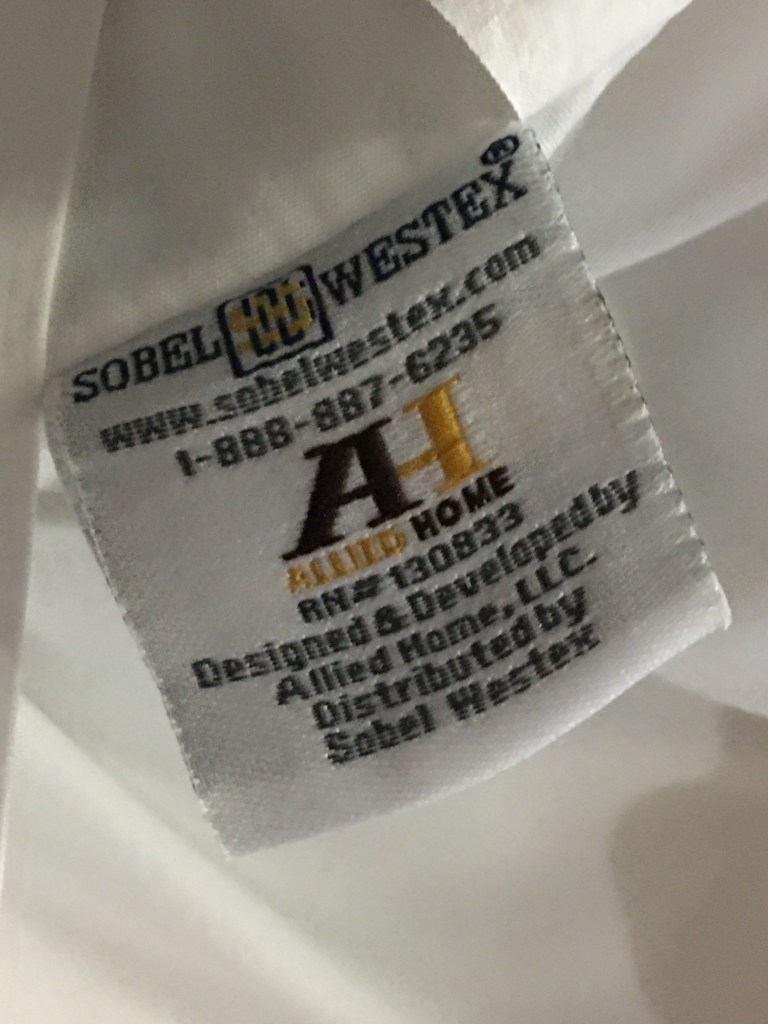 SOBEL WESTEX®
www.sobelwestex.com
1-888-887-6235
AH
ALLIED HOME
RN# 130833
Designed & Developed by
Allied Home, LLC.
Distributed by
Sobel Westex